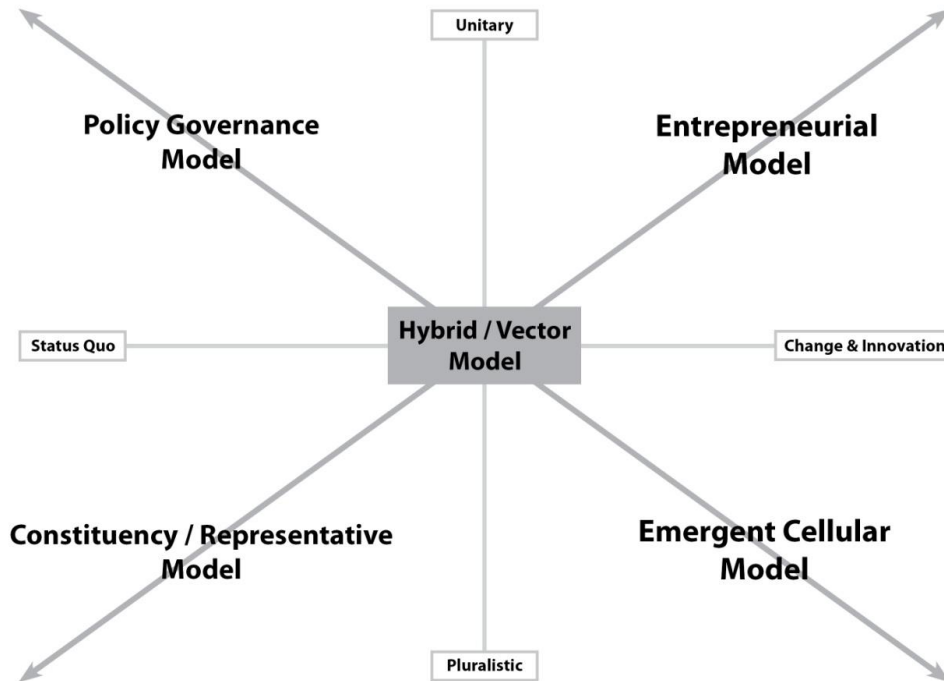 Unitary
Policy Governance
Model
Entrepreneurial
Model
Status Quo
Hybrid / Vector
Model
Change & Innovation
Constituency / Representative
Model
Emergent Cellular
Model
Pluralistic